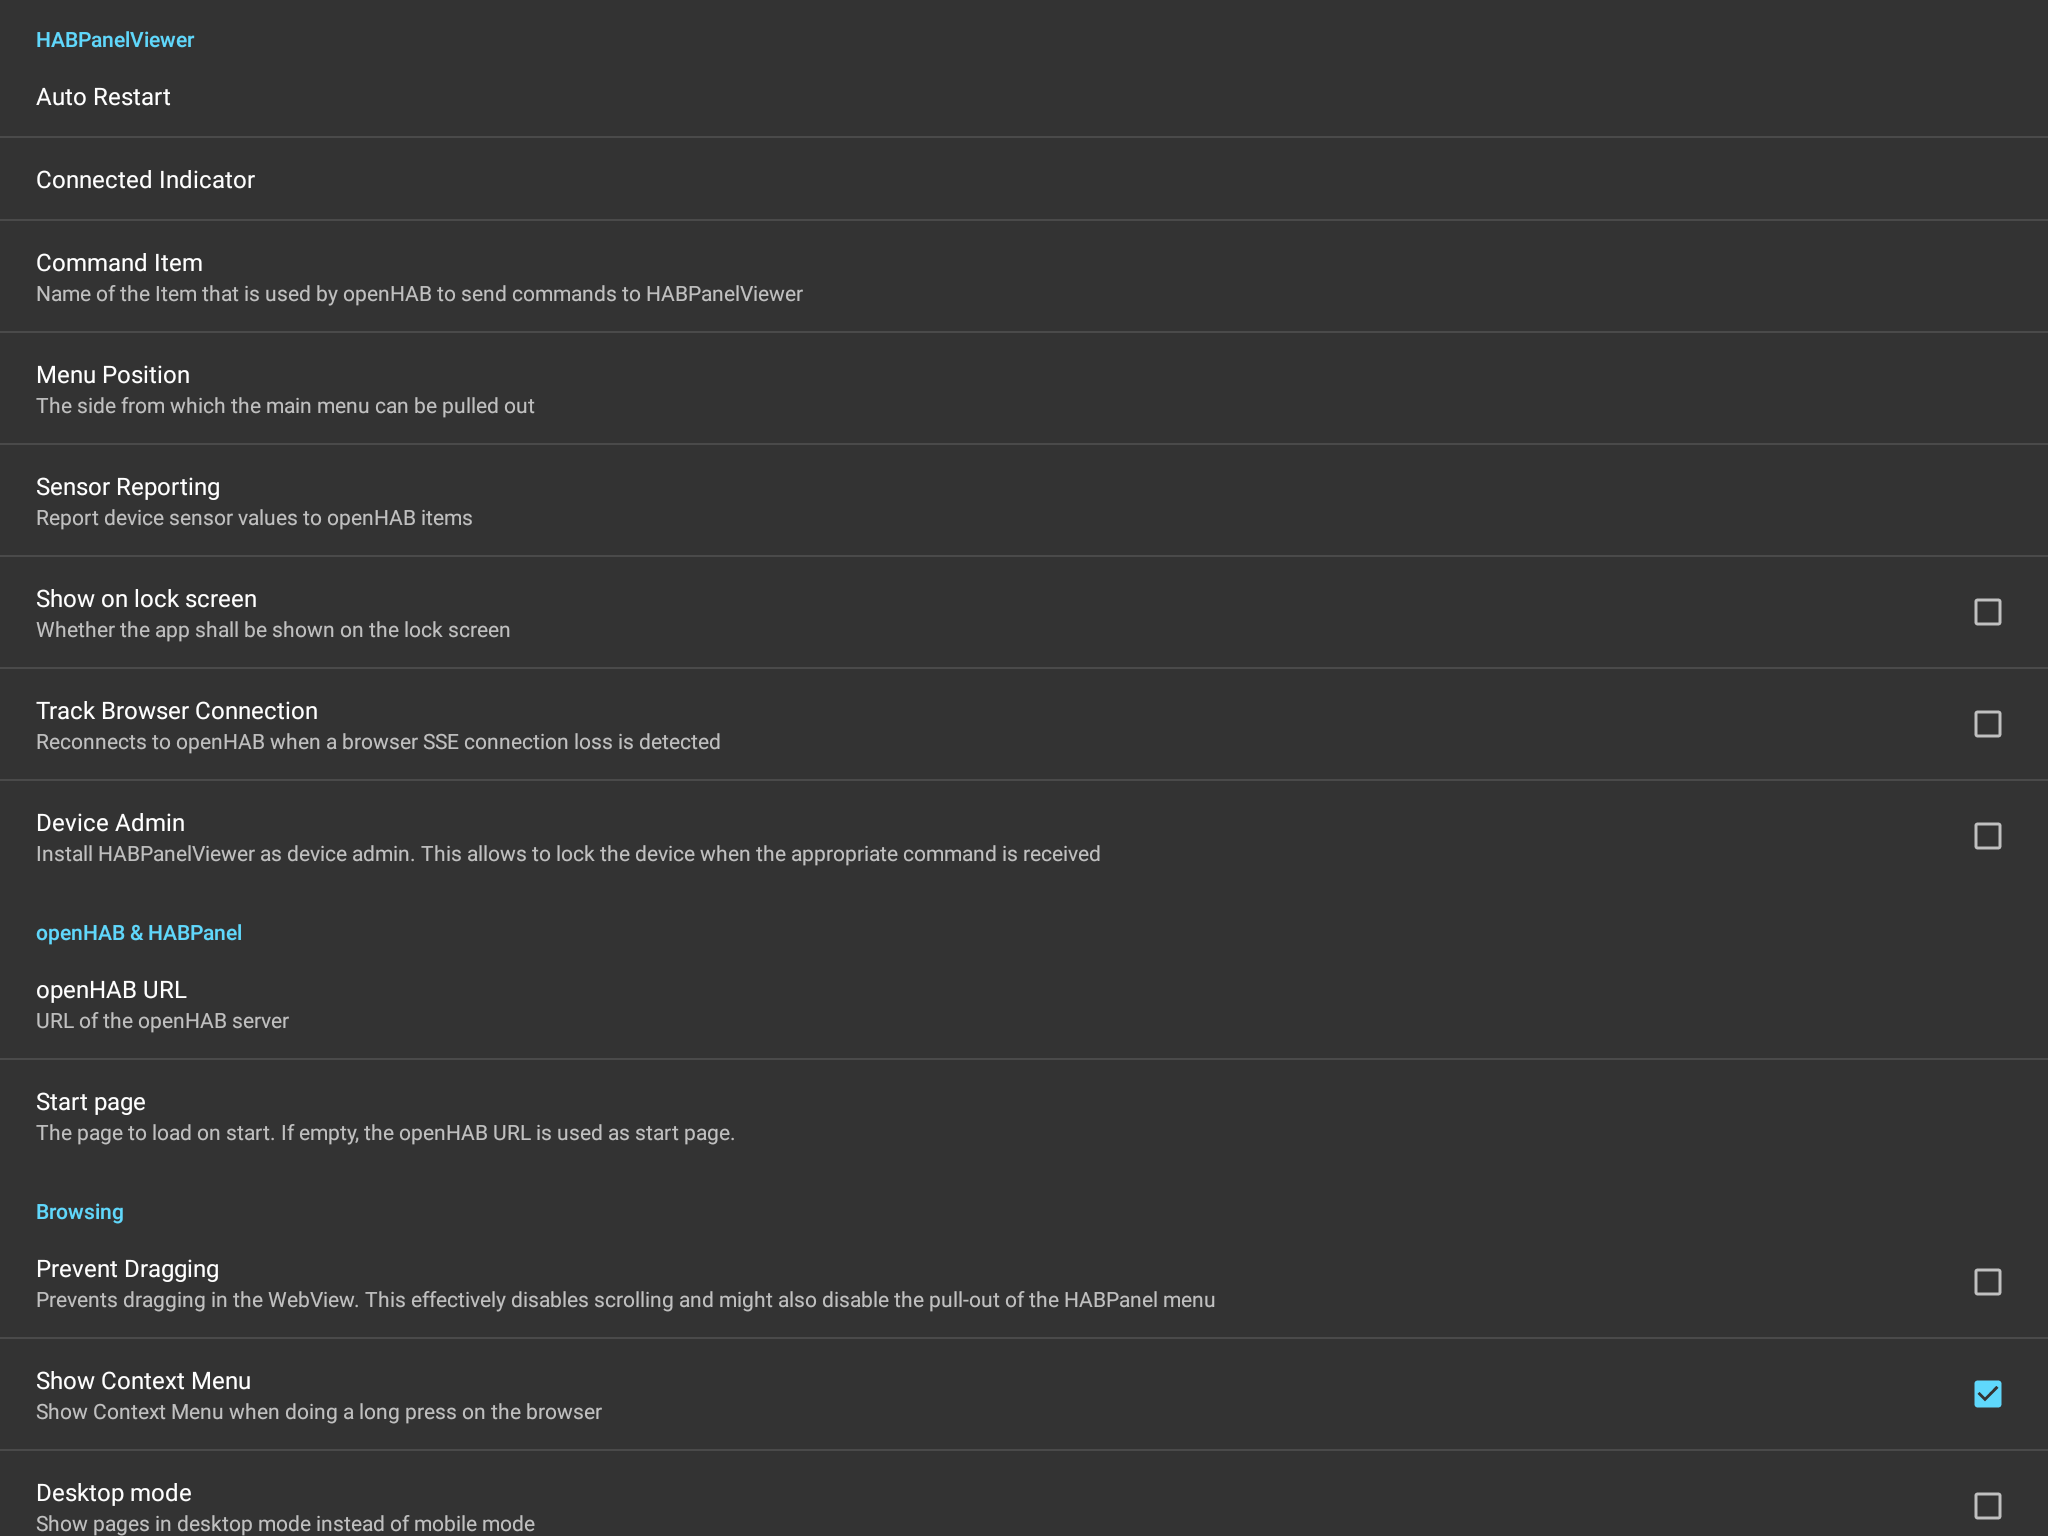 HABPanelViewer
Auto Restart
Connected Indicator
Command Item
Name of the Item that is used by openHAB to send commands to HABPanelViewer
Menu Position
The side from which the main menu can be pulled out
Sensor Reporting
Report device sensor values to openHAB items
Show on lock screen
Whether the app shall be shown on the lock screen
Track Browser Connection
Reconnects to openHAB when a browser SSE connection loss is detected
Device Admin
Install HABPanelViewer as device admin. This allows to lock the device when the appropriate command is received
openHAB & HABPanel
openHAB URL
URL of the openHAB server
Start page
The page to load on start. If empty, the openHAB URL is used as start page.
Browsing
Prevent Dragging
Prevents dragging in the WebView. This effectively disables scrolling and might also disable the pull-out of the HABPanel menu
Show Context Menu
Show Context Menu when doing a long press on the browser
Desktop mode
Show pages in desktop mode instead of mobile mode